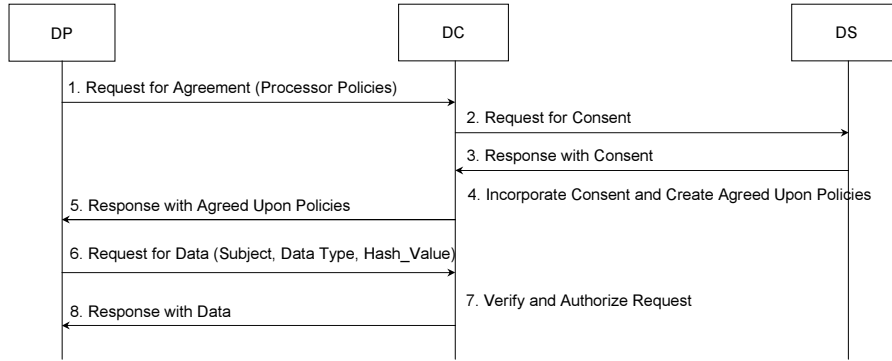 DP
DC
DS
1. Request for Agreement (Processor Policies)
2. Request for Consent
3. Response with Consent
4. Incorporate Consent and Create Agreed Upon Policies
5. Response with Agreed Upon Policies
6. Request for Data (Subject, Data Type, Hash_Value)
7. Verify and Authorize Request
8. Response with Data